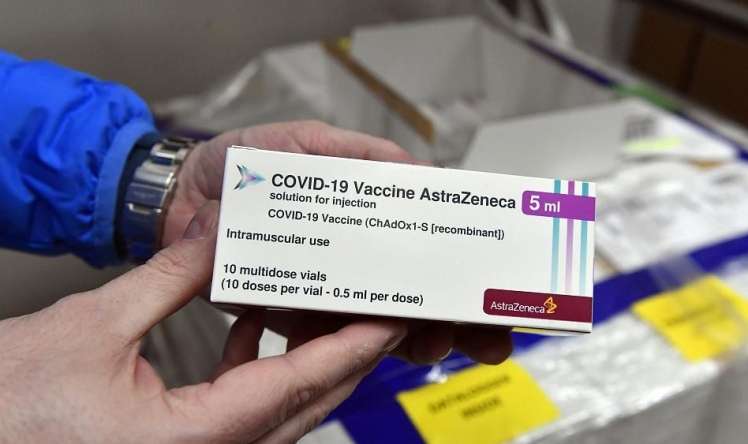 COVID-19 Vaccine AstraZeneca 5 ml
solution for injection
COVID-19 Vaccine (ChAdOx1-S [recombinant])
Intramuscular use
10 multidose vials
(10 doses per vial - 0.5 ml per dose)
AstraZeneca